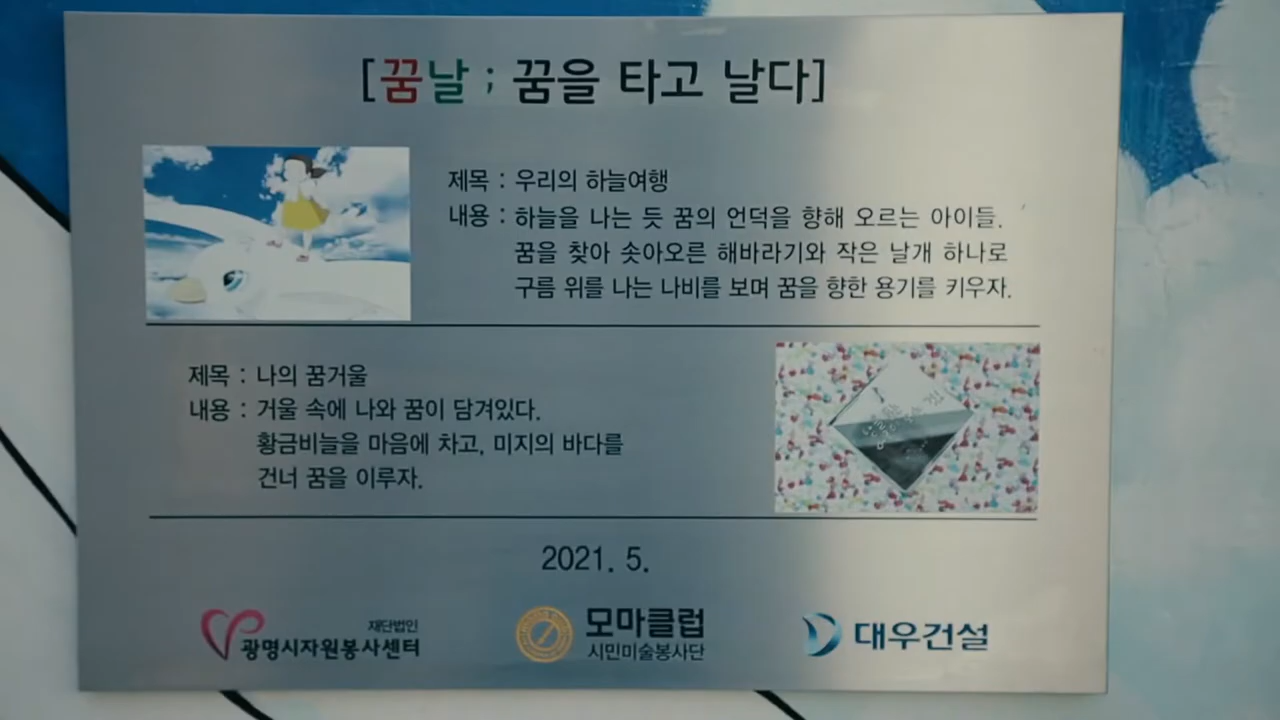 [꿈날 ; 꿈을 타고 날다]
제목 : 우리의 하늘여행
내용 : 하늘을 나는 듯 꿈의 언덕을 향해 오르는 아이들.
꿈을 찾아 솟아오른 해바라기와 작은 날개 하나로
구름 위를 나는 나비를 보며 꿈을 향한 용기를 키우자.
제목 : 나의 꿈거울
내용 : 거울 속에 나와 꿈이 담겨있다.
황금비늘을 마음에 차고, 미지의 바다를
건너 꿈을 이루자.
2021. 5.
재단법인
광명시자원봉사센터
모마클럽
시민미술봉사단
대우건설